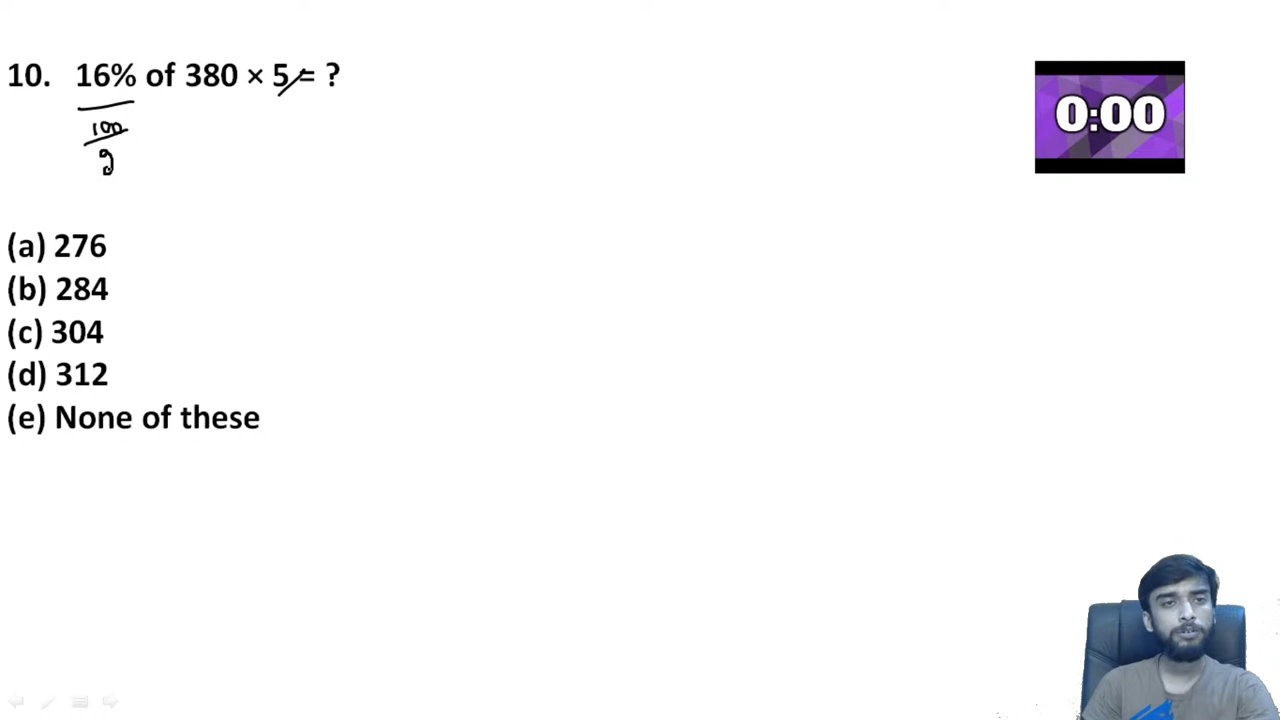 10. 16% of 380 × 5 = ?
100
(a) 276
(b) 284
(c) 304
(d) 312
(e) None of these
0:00